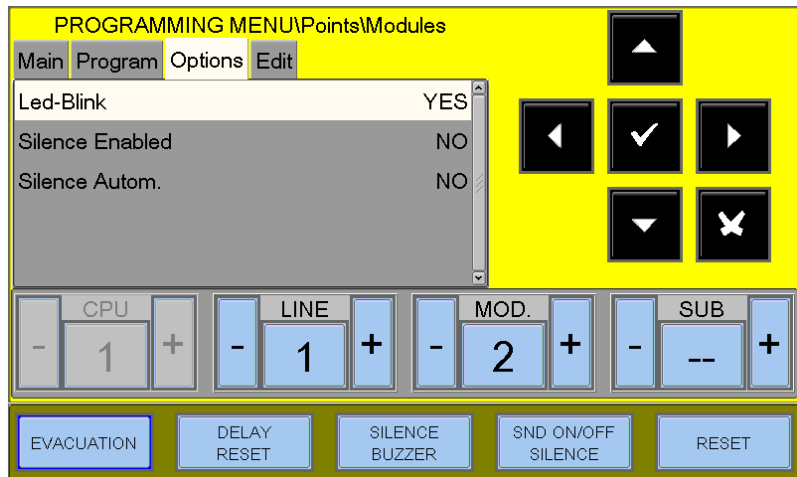 PROGRAMMING MENU\Points\Modules
Main Program Options Edit
Led-Blink YES
Silence Enabled NO
Silence Autom. NO
CPU LINE MOD. SUB
- 1 + - 1 + - 2 + - -- +
EVACUATION DELAY RESET SILENCE BUZZER SND ON/OFF SILENCE RESET